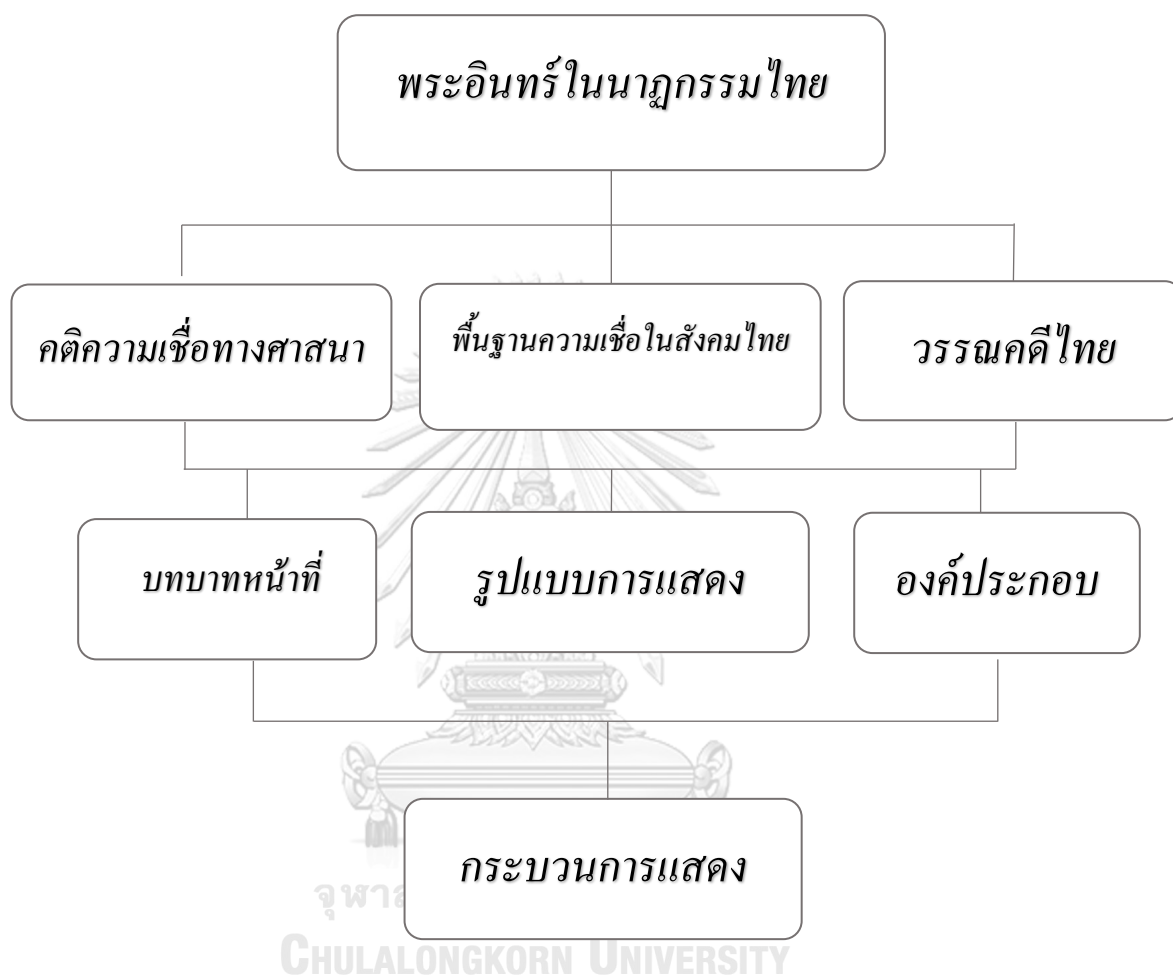 พระอินทร์ในนาฏกรรมไทย
คติความเชื่อทางศาสนา
พื้นฐานความเชื่อในสังคมไทย
วรรณคดีไทย
บทบาทหน้าที่
รูปแบบการแสดง
องค์ประกอบ
กระบวนการแสดง
CHULALONGKORN UNIVERSITY